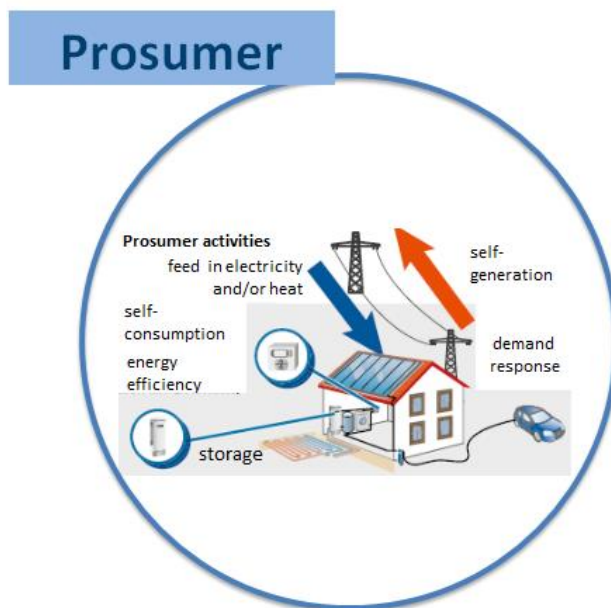 Prosumer
Prosumer activities
feed in electricity
and/or heat
self-
generation
self-
consumption
energy
efficiency
demand
response
storage